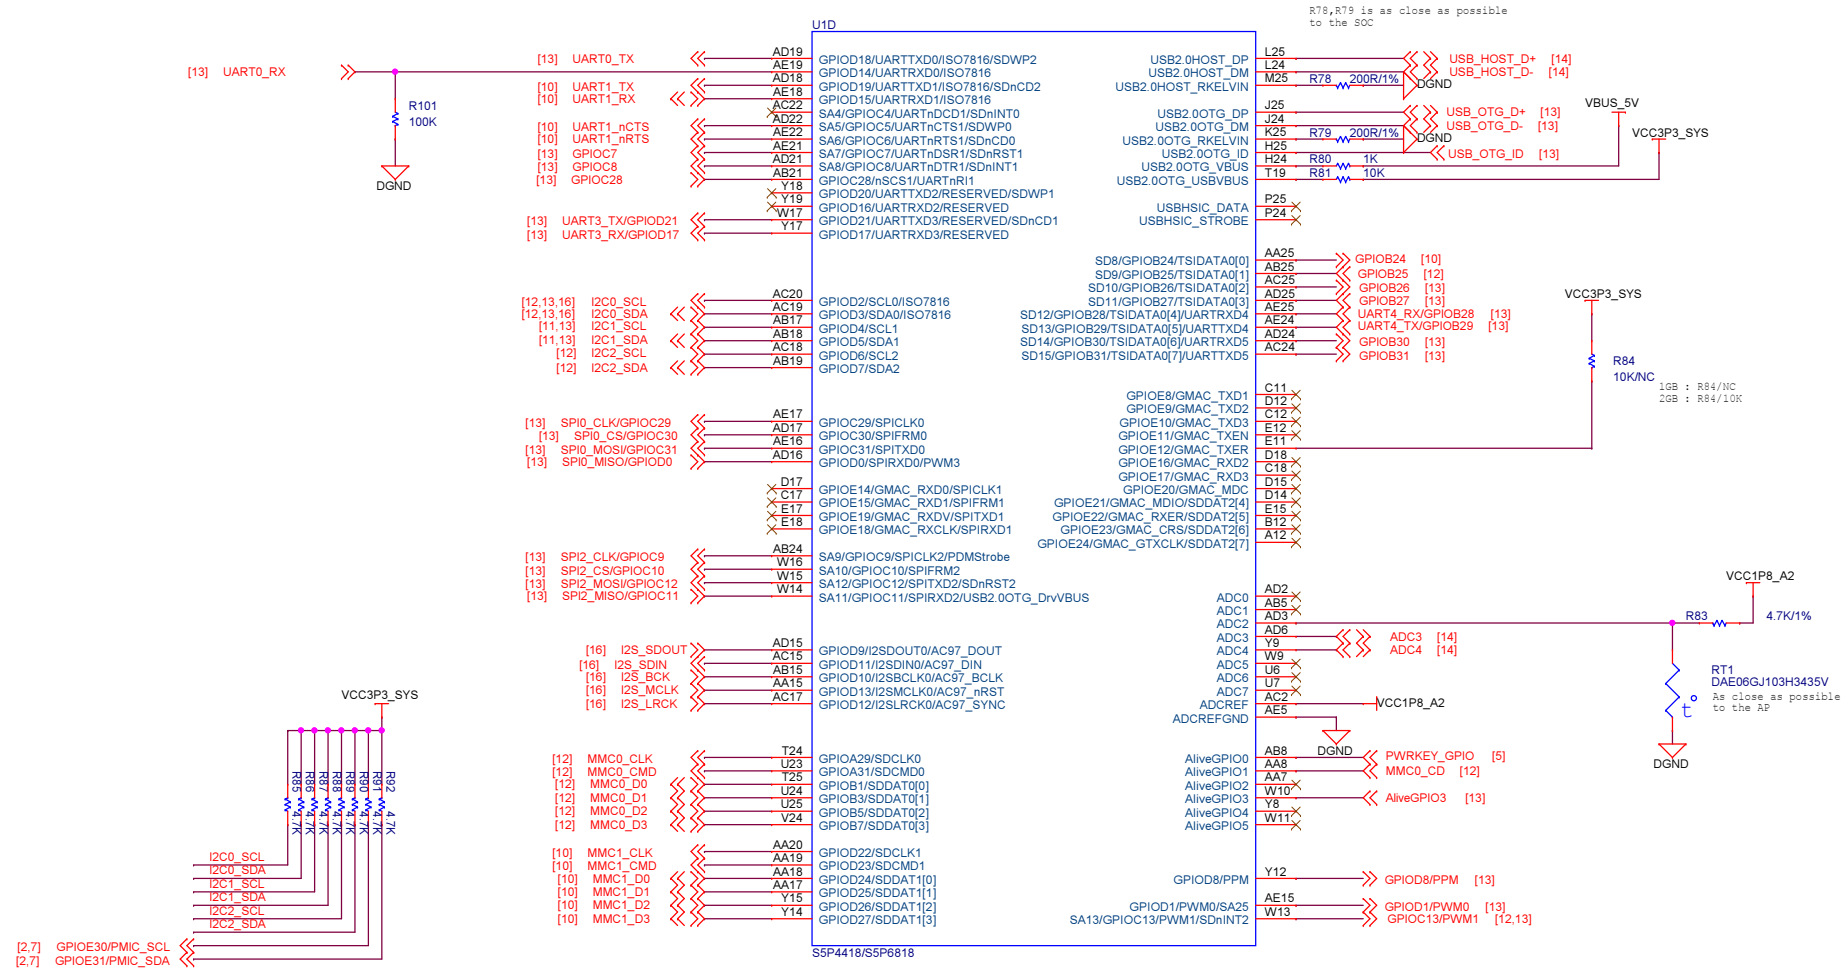 R78,R79 is as close as possible
to the SOC
U1D
[13] UART0_RX
R101
100K
DGND
[13] UART0_TX AD19 GPIOD18/UARTTXD0/ISO7816/SDWP2
AE19 GPIOD14/UARTRXD0/ISO7816
[10] UART1_TX AD18 GPIOD19/UARTTXD1/ISO7816/SDnCD2
[10] UART1_RX AE18 GPIOD15/UARTRXD1/ISO7816
AC22 SA4/GPIOC4/UARTnDCD1/SDnINT0
[10] UART1_nCTS AD22 SA5/GPIOC5/UARTnCTS1/SDWP0
[10] UART1_nRTS AE22 SA6/GPIOC6/UARTnRTS1/SDnCD0
[13] GPIOC7 AE21 SA7/GPIOC7/UARTnDSR1/SDnRST1
[13] GPIOC8 AD21 SA8/GPIOC8/UARTnDTR1/SDnINT1
[13] GPIOC28 AB21 GPIOC28/nSCS1/UARTnRI1
Y18 GPIOD20/UARTTXD2/RESERVED/SDWP1
Y19 GPIOD16/UARTRXD2/RESERVED
[13] UART3_TX/GPIOD21 W17 GPIOD21/UARTTXD3/RESERVED/SDnCD1
[13] UART3_RX/GPIOD17 Y17 GPIOD17/UARTRXD3/RESERVED
[12,13,16] I2C0_SCL AC20 GPIOD2/SCL0/ISO7816
[12,13,16] I2C0_SDA AC19 GPIOD3/SDA0/ISO7816
[11,13] I2C1_SCL AB17 GPIOD4/SCL1
[11,13] I2C1_SDA AB18 GPIOD5/SDA1
[12] I2C2_SCL AC18 GPIOD6/SCL2
[12] I2C2_SDA AB19 GPIOD7/SDA2
[13] SPI0_CLK/GPIOC29 AE17 GPIOC29/SPICLK0
[13] SPI0_CS/GPIOC30 AD17 GPIOC30/SPIFRM0
[13] SPI0_MOSI/GPIOC31 AE16 GPIOC31/SPITXD0
[13] SPI0_MISO/GPIOD0 AD16 GPIOD0/SPIRXD0/PWM3
D17 GPIOE14/GMAC_RXD0/SPICLK1
C17 GPIOE15/GMAC_RXD1/SPIFRM1
E17 GPIOE19/GMAC_RXDV/SPITXD1
E18 GPIOE18/GMAC_RXCLK/SPIRXD1
[13] SPI2_CLK/GPIOC9 AB24 SA9/GPIOC9/SPICLK2/PDMStrobe
[13] SPI2_CS/GPIOC10 W16 SA10/GPIOC10/SPIFRM2
[13] SPI2_MOSI/GPIOC12 W15 SA12/GPIOC12/SPITXD2/SDnRST2
[13] SPI2_MISO/GPIOC11 W14 SA11/GPIOC11/SPIRXD2/USB2.0OTG_DrvVBUS
[16] I2S_SDOUT AD15 GPIOD9/I2SDOUT0/AC97_DOUT
[16] I2S_SDIN AC15 GPIOD11/I2SDIN0/AC97_DIN
[16] I2S_BCK AB15 GPIOD10/I2SBCLK0/AC97_BCLK
[16] I2S_MCLK AA15 GPIOD13/I2SMCLK0/AC97_nRST
[16] I2S_LRCK AC17 GPIOD12/I2SLRCK0/AC97_SYNC
[12] MMC0_CLK T24 GPIOA29/SDCLK0
[12] MMC0_CMD U23 GPIOA31/SDCMD0
[12] MMC0_D0 T25 GPIOB1/SDDAT0[0]
[12] MMC0_D1 U24 GPIOB3/SDDAT0[1]
[12] MMC0_D2 U25 GPIOB5/SDDAT0[2]
[12] MMC0_D3 V24 GPIOB7/SDDAT0[3]
[10] MMC1_CLK AA20 GPIOD22/SDCLK1
[10] MMC1_CMD AA19 GPIOD23/SDCMD1
[10] MMC1_D0 AA18 GPIOD24/SDDAT1[0]
[10] MMC1_D1 AA17 GPIOD25/SDDAT1[1]
[10] MMC1_D2 Y15 GPIOD26/SDDAT1[2]
[10] MMC1_D3 Y14 GPIOD27/SDDAT1[3]
S5P4418/S5P6818
USB2.0HOST_DP L25 USB_HOST_D+ [14]
USB2.0HOST_DM L24 USB_HOST_D- [14]
USB2.0HOST_RKELVIN M25 R78 200R/1% DGND
USB2.0OTG_DP J25 USB_OTG_D+ [13]
USB2.0OTG_DM J24 USB_OTG_D- [13]
USB2.0OTG_RKELVIN K25 R79 200R/1% DGND
USB2.0OTG_ID H25 USB_OTG_ID [13]
USB2.0OTG_VBUS H24 R80 1K VBUS_5V
USB2.0OTG_USBVBUS T19 R81 10K VCC3P3_SYS
USBHSIC_DATA P25
USBHSIC_STROBE P24
SD8/GPIOB24/TSIDATA0[0] AA25 GPIOB24 [10]
SD9/GPIOB25/TSIDATA0[1] AB25 GPIOB25 [12]
SD10/GPIOB26/TSIDATA0[2] AC25 GPIOB26 [13]
SD11/GPIOB27/TSIDATA0[3] AD25 GPIOB27 [13]
SD12/GPIOB28/TSIDATA0[4]/UARTRXD4 AE25 UART4_RX/GPIOB28 [13]
SD13/GPIOB29/TSIDATA0[5]/UARTTXD4 AE24 UART4_TX/GPIOB29 [13]
SD14/GPIOB30/TSIDATA0[6]/UARTRXD5 AD24 GPIOB30 [13]
SD15/GPIOB31/TSIDATA0[7]/UARTTXD5 AC24 GPIOB31 [13]
VCC3P3_SYS
R84
10K/NC
1GB : R84/NC
2GB : R84/10K
GPIOE8/GMAC_TXD1 C11
GPIOE9/GMAC_TXD2 D12
GPIOE10/GMAC_TXD3 C12
GPIOE11/GMAC_TXEN E12
GPIOE12/GMAC_TXER E11
GPIOE16/GMAC_RXD2 D18
GPIOE17/GMAC_RXD3 C18
GPIOE20/GMAC_MDC D15
GPIOE21/GMAC_MDIO/SDDAT2[4] D14
GPIOE22/GMAC_RXER/SDDAT2[5] E15
GPIOE23/GMAC_CRS/SDDAT2[6] B12
GPIOE24/GMAC_GTXCLK/SDDAT2[7] A12
ADC0 AD2
ADC1 AB5
ADC2 AD3
ADC3 AD6 ADC3 [14]
ADC4 Y9 ADC4 [14]
ADC5 W9
ADC6 U6
ADC7 U7
ADCREF AC2 VCC1P8_A2
ADCREFGND AE5
DGND
VCC1P8_A2
R83 4.7K/1%
RT1
DAE06GJ103H3435V
As close as possible
to the AP
t°
DGND
AliveGPIO0 AB8 PWRKEY_GPIO [5]
AliveGPIO1 AA8 MMC0_CD [12]
AliveGPIO2 AA7
AliveGPIO3 W10 AliveGPIO3 [13]
AliveGPIO4 Y8
AliveGPIO5 W11
GPIOD8/PPM Y12 GPIOD8/PPM [13]
GPIOD1/PWM0/SA25 AE15 GPIOD1/PWM0 [13]
SA13/GPIOC13/PWM1/SDnINT2 W13 GPIOC13/PWM1 [12,13]
VCC3P3_SYS
R85 4.7K
R86 4.7K
R87 4.7K
R88 4.7K
R89 4.7K
R90 4.7K
R91 4.7K
R92 4.7K
I2C0_SCL
I2C0_SDA
I2C1_SCL
I2C1_SDA
I2C2_SCL
I2C2_SDA
[2,7] GPIOE30/PMIC_SCL
[2,7] GPIOE31/PMIC_SDA